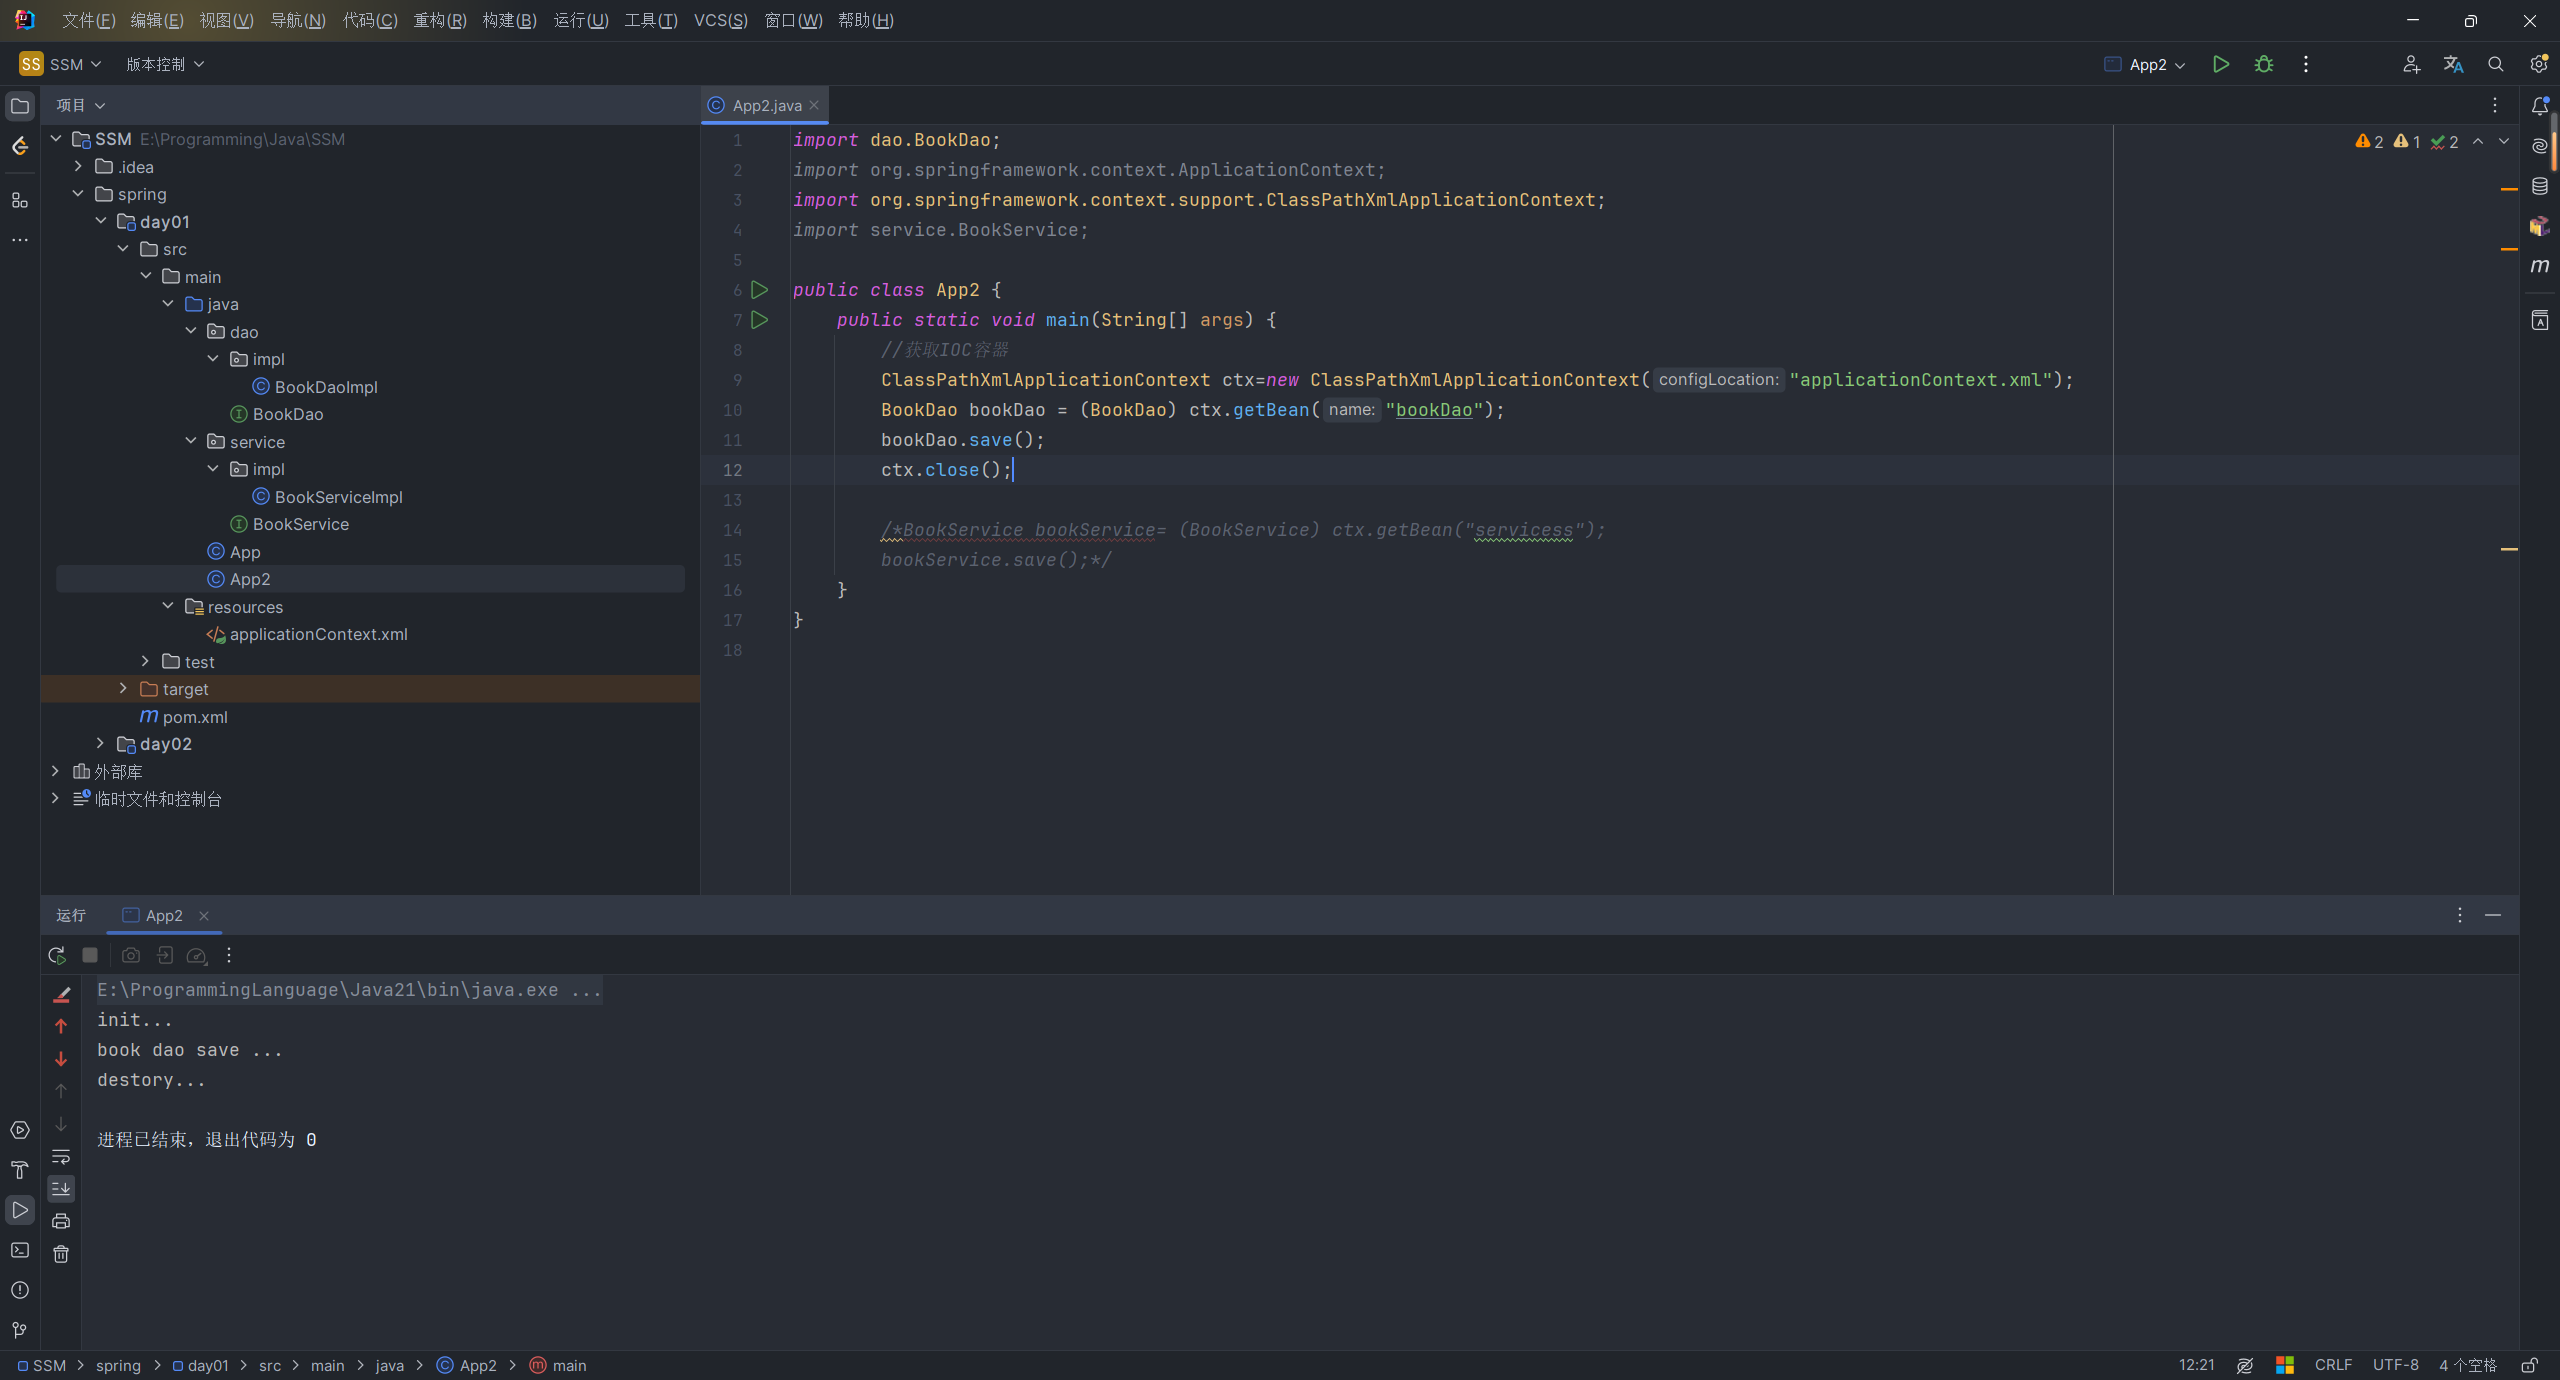 文件(F) 编辑(E) 视图(V) 导航(N) 代码(C) 重构(R) 构建(B) 运行(U) 工具(T) VCS(S) 窗口(W) 帮助(H)
SS SSM 版本控制 App2
项目
SSM E:\Programming\Java\SSM
.idea
spring
day01
src
main
java
dao
impl
BookDaoImpl
BookDao
service
impl
BookServiceImpl
BookService
App
App2
resources
applicationContext.xml
test
target
pom.xml
day02
外部库
临时文件和控制台
App2.java
2 1 2
1 import dao.BookDao;
2 import org.springframework.context.ApplicationContext;
3 import org.springframework.context.support.ClassPathXmlApplicationContext;
4 import service.BookService;
5
6 public class App2 {
7 public static void main(String[] args) {
8 //获取IOC容器
9 ClassPathXmlApplicationContext ctx=new ClassPathXmlApplicationContext( configLocation: "applicationContext.xml");
10 BookDao bookDao = (BookDao) ctx.getBean( name: "bookDao");
11 bookDao.save();
12 ctx.close();
13
14 /*BookService bookService= (BookService) ctx.getBean("servicess");
15 bookService.save();*/
16 }
17 }
18
运行 App2
E:\ProgrammingLanguage\Java21\bin\java.exe ...
init...
book dao save ...
destory...
进程已结束，退出代码为 0
SSM > spring > day01 > src > main > java > App2 > main 12:21 CRLF UTF-8 4 个空格